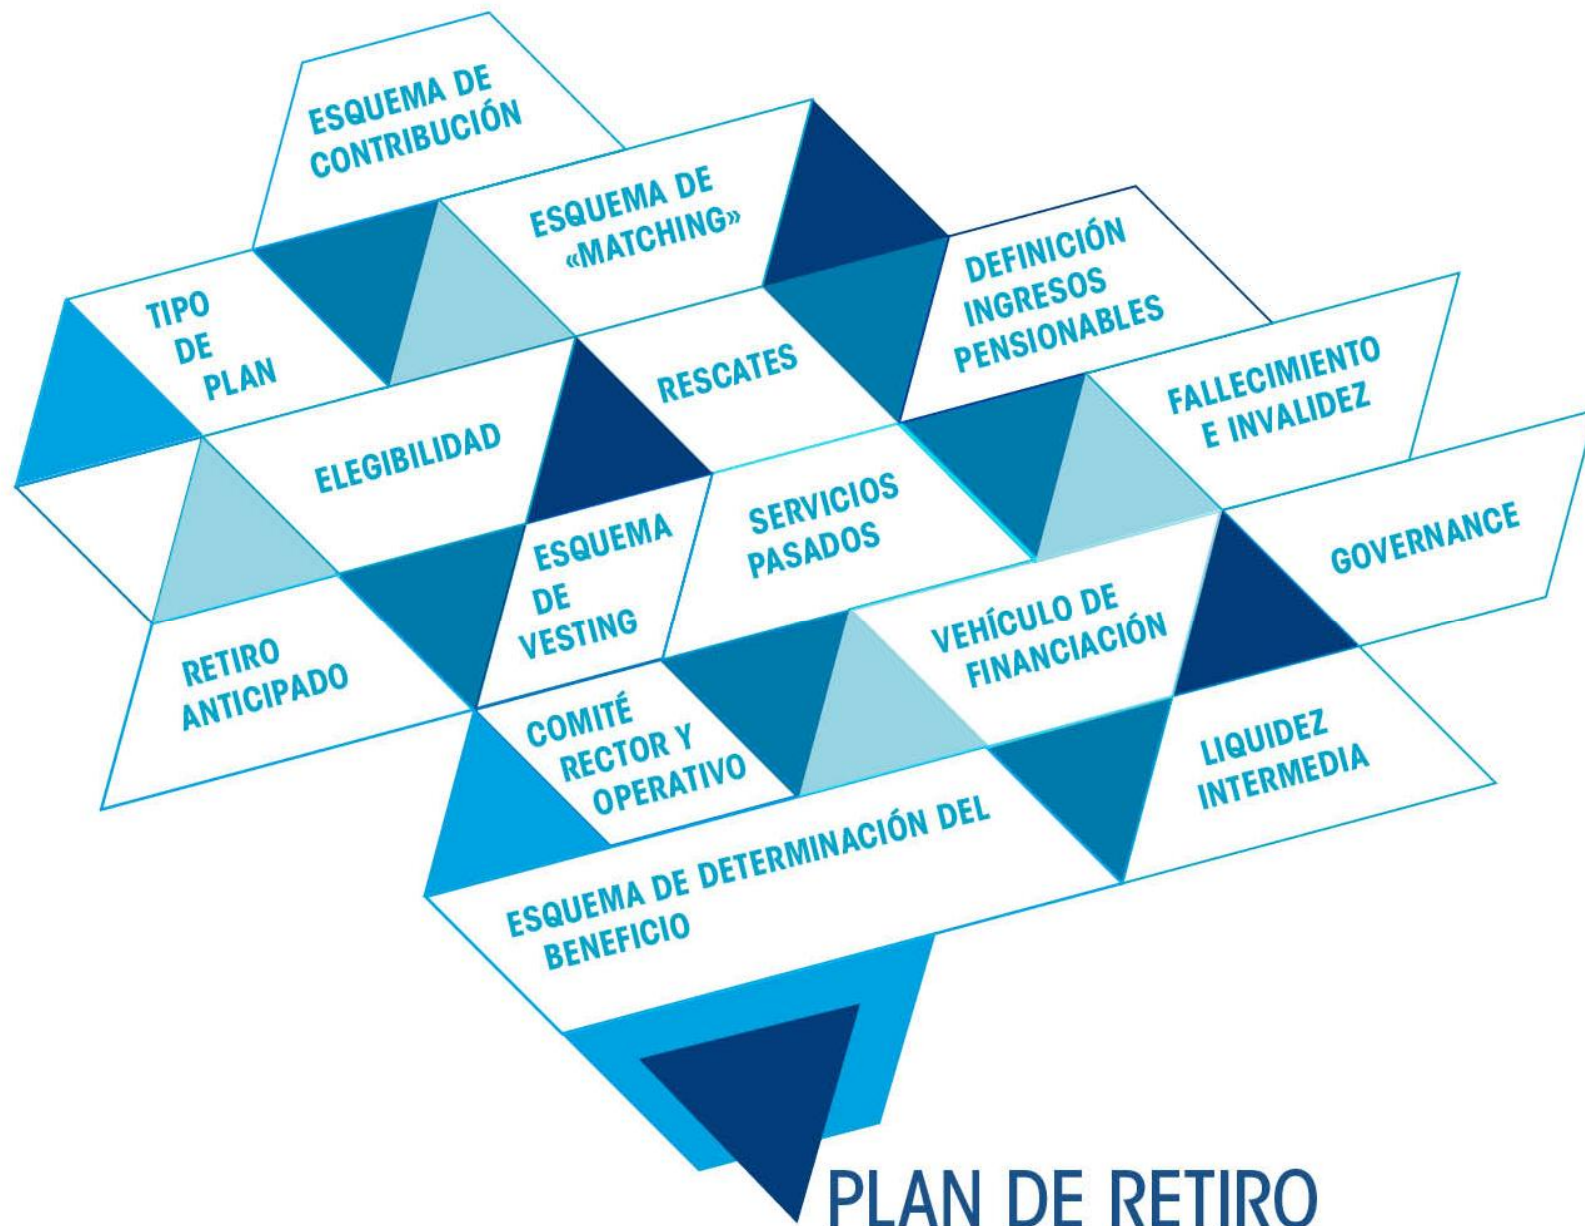 ESQUEMA DE
CONTRIBUCIÓN
ESQUEMA DE
«MATCHING»
DEFINICIÓN
INGRESOS
PENSIONABLES
TIPO
DE
PLAN
RESCATES
FALLECIMIENTO
E INVALIDEZ
ELEGIBILIDAD
SERVICIOS
PASADOS
GOVERNANCE
ESQUEMA
DE
VESTING
VEHÍCULO DE
FINANCIACIÓN
RETIRO
ANTICIPADO
COMITÉ
RECTOR Y
OPERATIVO
LIQUIDEZ
INTERMEDIA
ESQUEMA DE DETERMINACIÓN DEL
BENEFICIO
PLAN DE RETIRO